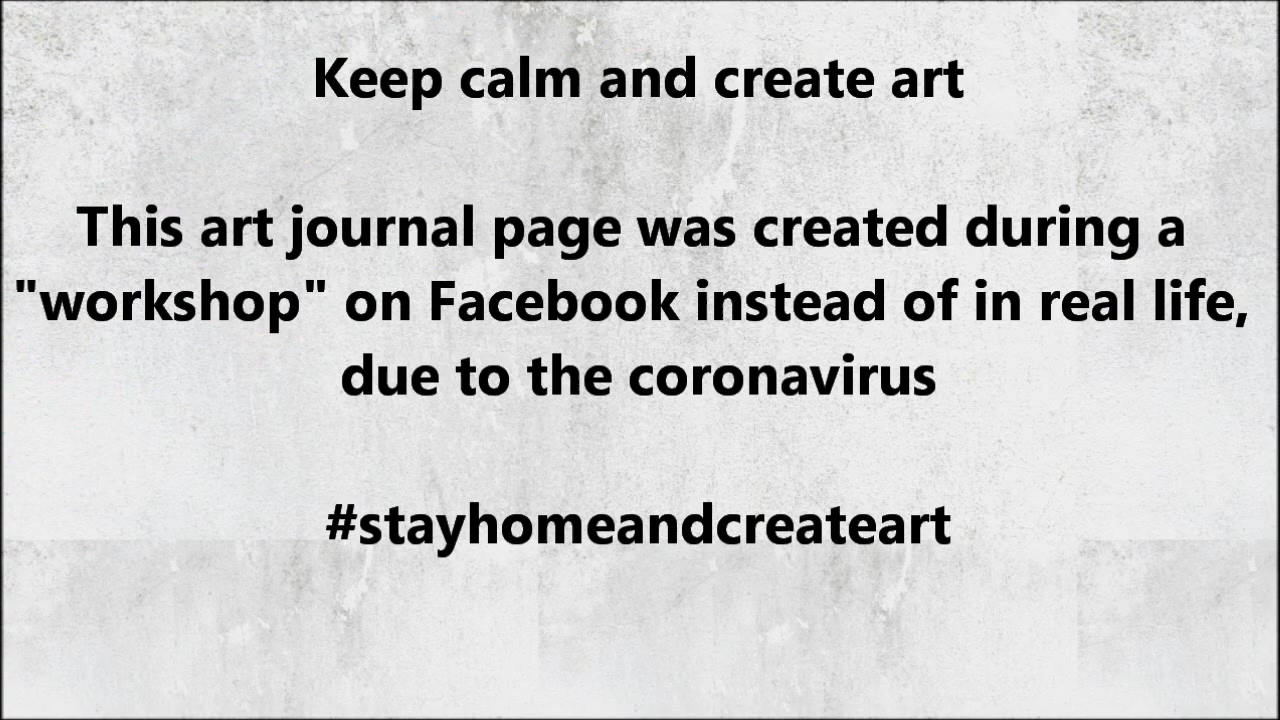 Keep calm and create art
This art journal page was created during a
"workshop" on Facebook instead of in real life,
due to the coronavirus
#stayhomeandcreateart